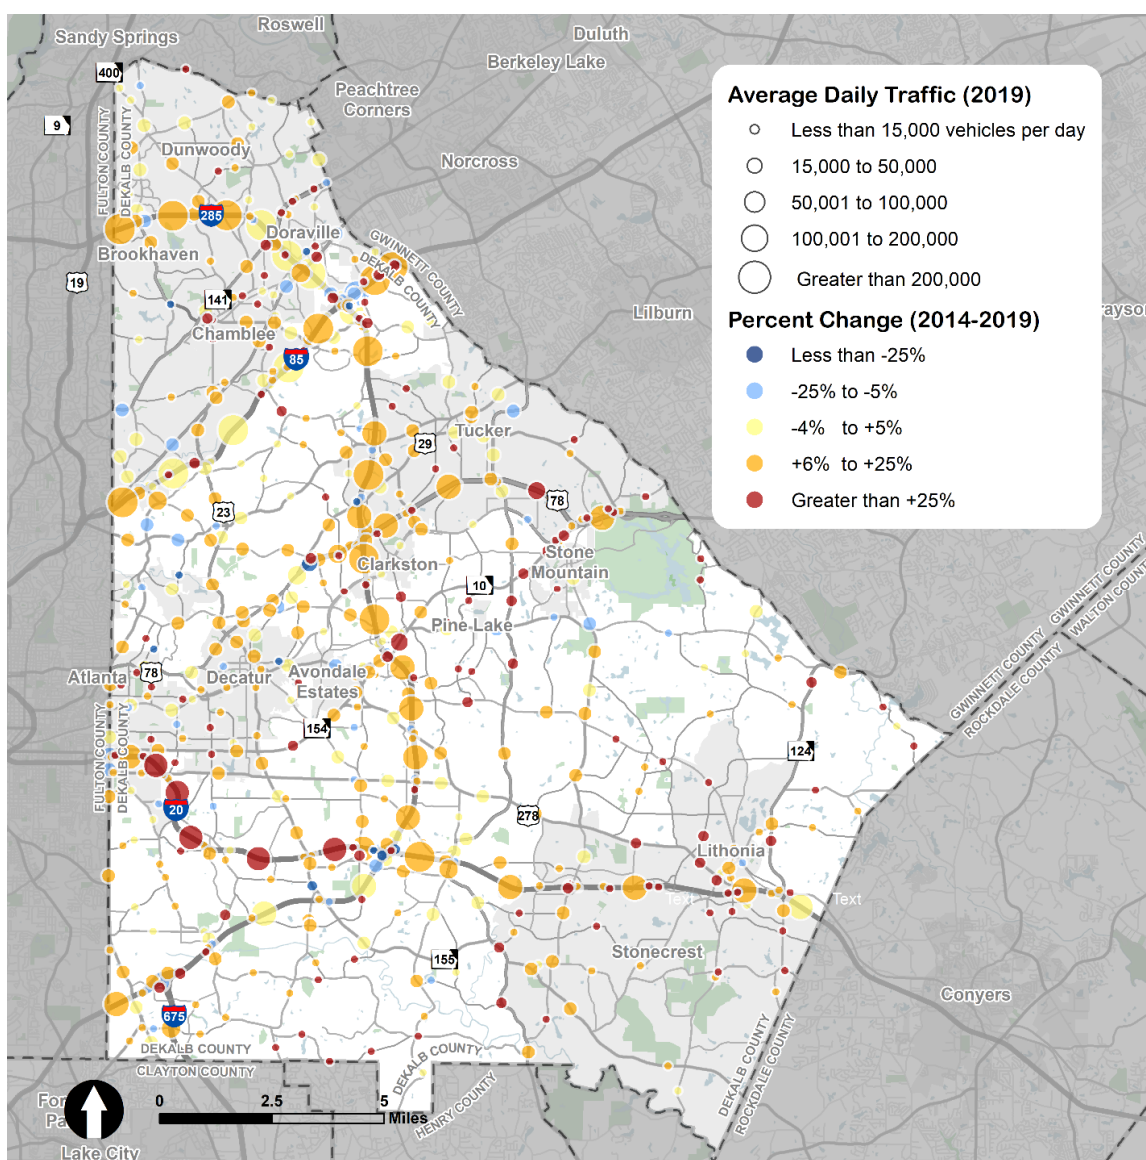 Roswell
Sandy Springs
Duluth
Berkeley Lake
400
Peachtree
Corners
9
Average Daily Traffic (2019)
Less than 15,000 vehicles per day
15,000 to 50,000
50,001 to 100,000
100,001 to 200,000
Greater than 200,000
Percent Change (2014-2019)
Less than -25%
-25% to -5%
-4% to +5%
+6% to +25%
Greater than +25%
Dunwoody
Norcross
FULTON COUNTY
DEKALB COUNTY
285
Doraville
Brookhaven
GWINNETT COUNTY
DEKALB COUNTY
19
141
Chamblee
Lilburn
rayson
85
Tucker
29
78
23
Clarkston
Stone
Mountain
10
Pine Lake
GWINNETT COUNTY
WALTON COUNTY
Atlanta
78
Decatur
Avondale
Estates
GWINNETT COUNTY
ROCKDALE COUNTY
154
124
FULTON COUNTY
DEKALB COUNTY
20
278
Lithonia
Text
Text
Stonecrest
155
Conyers
675
DEKALB COUNTY
CLAYTON COUNTY
DEKALB COUNTY
HENRY COUNTY
DEKALB COUNTY
ROCKDALE COUNTY
0 2.5 5
Miles
Lake City